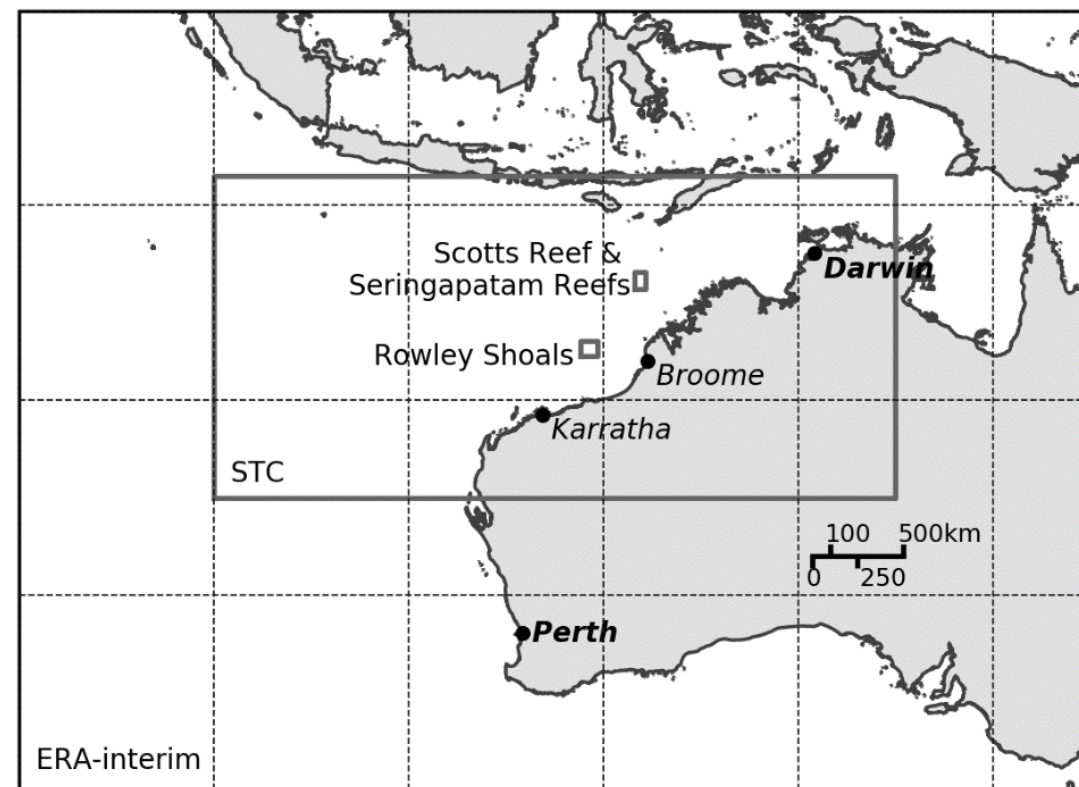 Scotts Reef &
Seringapatam Reefs
Darwin
Rowley Shoals
Broome
Karratha
STC
100 500km
0 250
Perth
ERA-interim